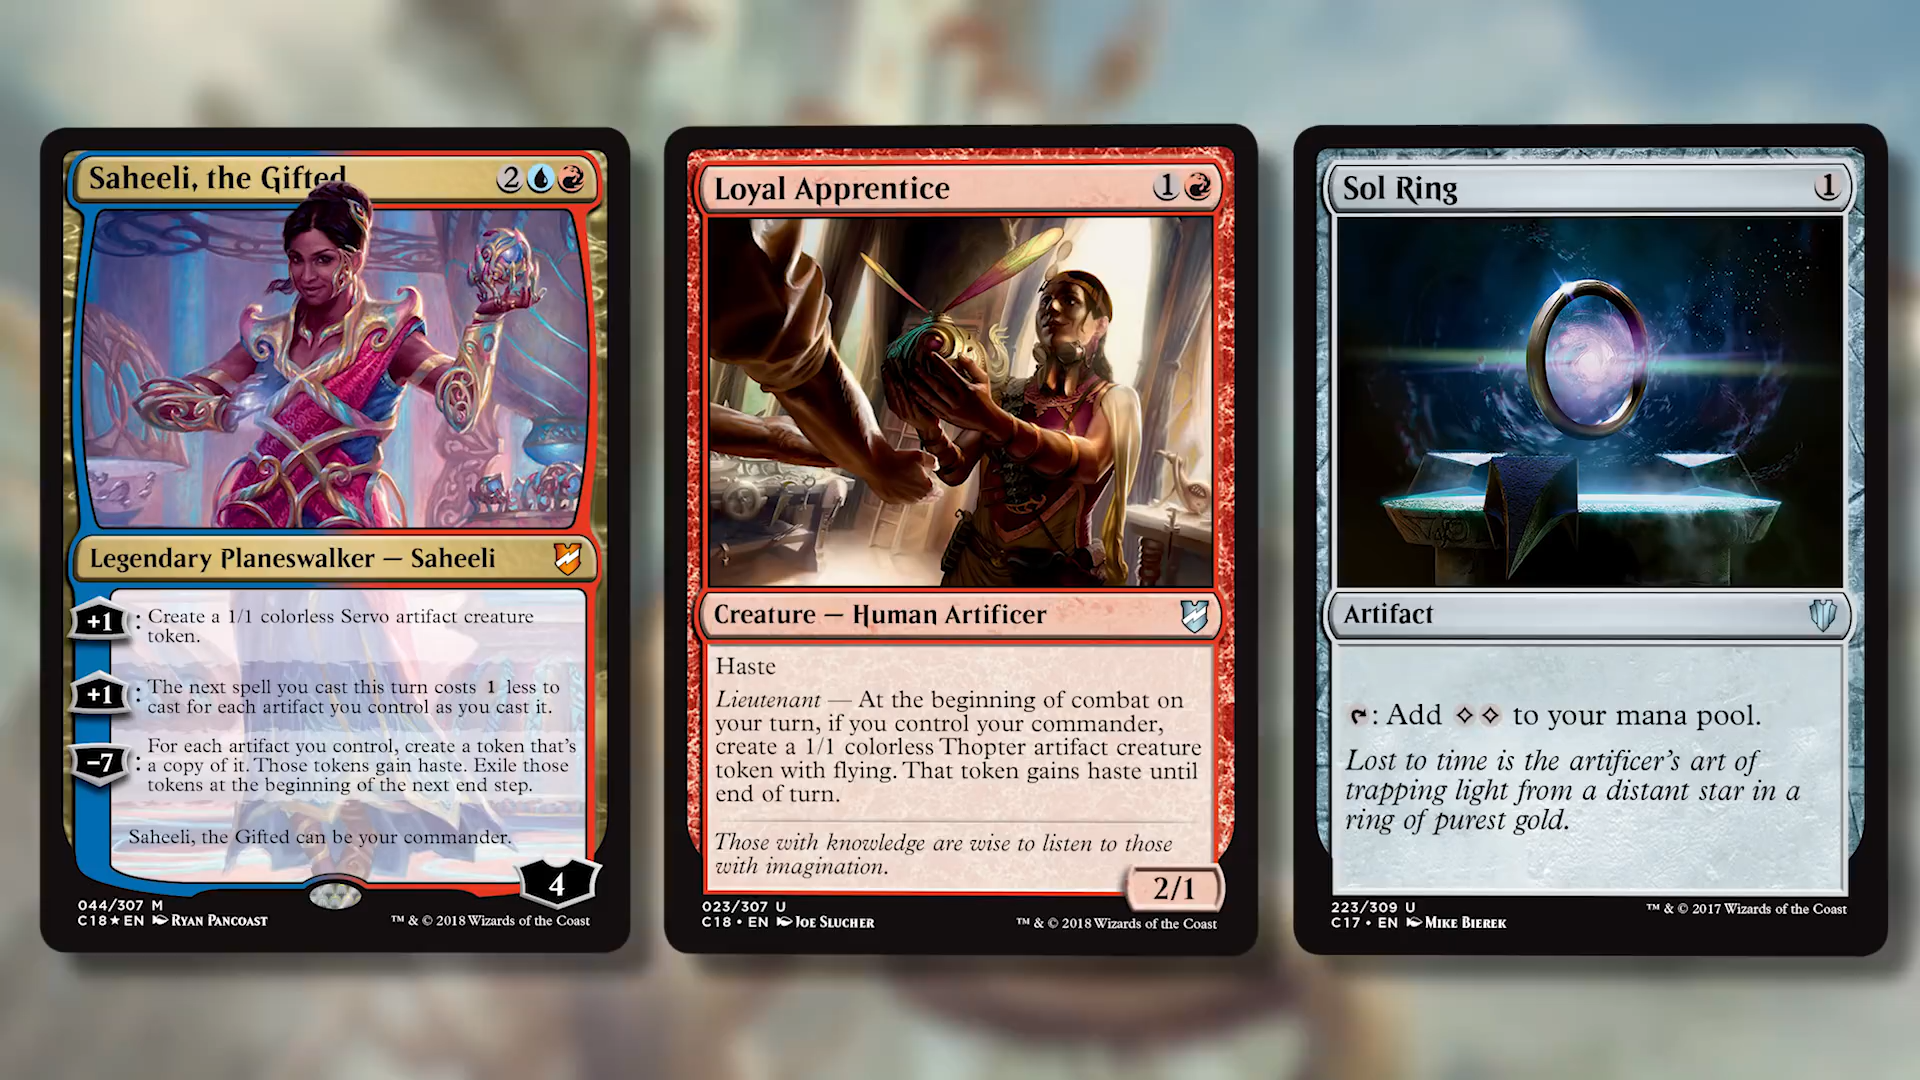 Saheeli, the Gifted
2
Legendary Planeswalker — Saheeli
+1 : Create a 1/1 colorless Servo artifact creature
token.
+1 : The next spell you cast this turn costs 1 less to
cast for each artifact you control as you cast it.
For each artifact you control, create a token that's
−7 : a copy of it. Those tokens gain haste. Exile those
tokens at the beginning of the next end step.
Saheeli, the Gifted can be your commander.
4
044/307 M
C18★EN RYAN PANCOAST
™ & © 2018 Wizards of the Coast
Loyal Apprentice
1
Creature — Human Artificer
Haste
Lieutenant — At the beginning of combat on
your turn, if you control your commander,
create a 1/1 colorless Thopter artifact creature
token with flying. That token gains haste until
end of turn.
Those with knowledge are wise to listen to those
with imagination.
2/1
023/307 U
C18 • EN JOE SLUCHER
™ & © 2018 Wizards of the Coast
Sol Ring
1
Artifact
: Add to your mana pool.
Lost to time is the artificer's art of
trapping light from a distant star in a
ring of purest gold.
223/309 U
C17 • EN MIKE BIEREK
™ & © 2017 Wizards of the Coast